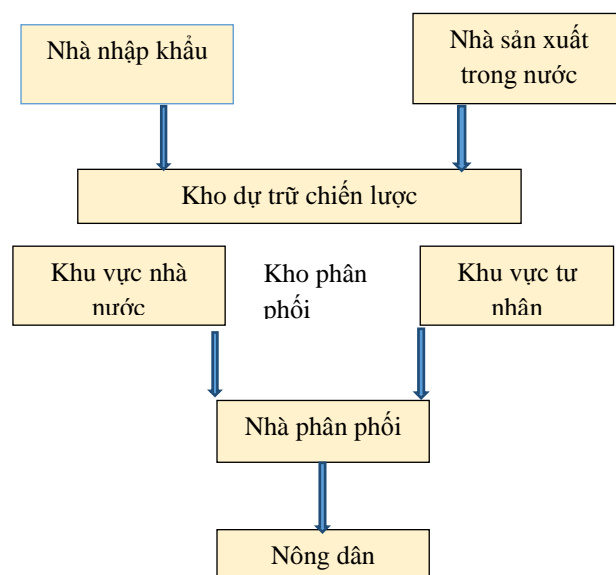 Nhà nhập khẩu
Nhà sản xuất
trong nước
Kho dự trữ chiến lược
Khu vực nhà
nước
Kho phân
phối
Khu vực tư
nhân
Nhà phân phối
Nông dân